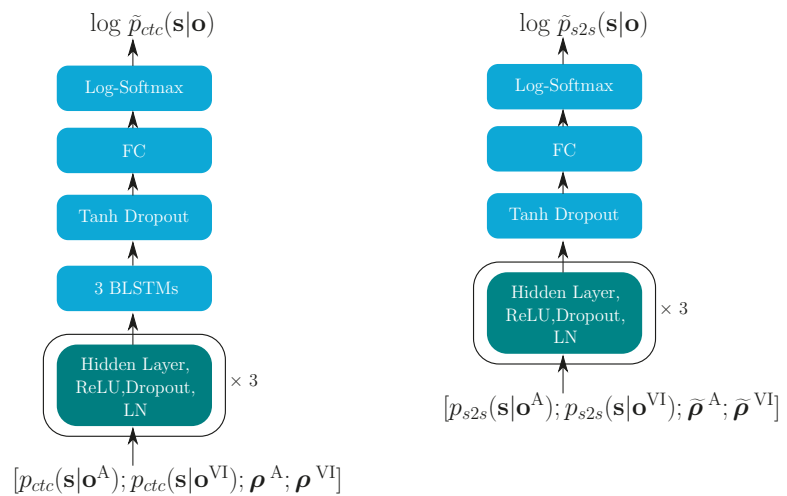 log p̃_ctc(s|o)
Log-Softmax
FC
Tanh Dropout
3 BLSTMs
Hidden Layer,
ReLU,Dropout,
LN
× 3
[p_ctc(s|o^A); p_ctc(s|o^VI); ρ^A; ρ^VI]
log p̃_s2s(s|o)
Log-Softmax
FC
Tanh Dropout
Hidden Layer,
ReLU,Dropout,
LN
× 3
[p_s2s(s|o^A); p_s2s(s|o^VI); ρ̃^A; ρ̃^VI]